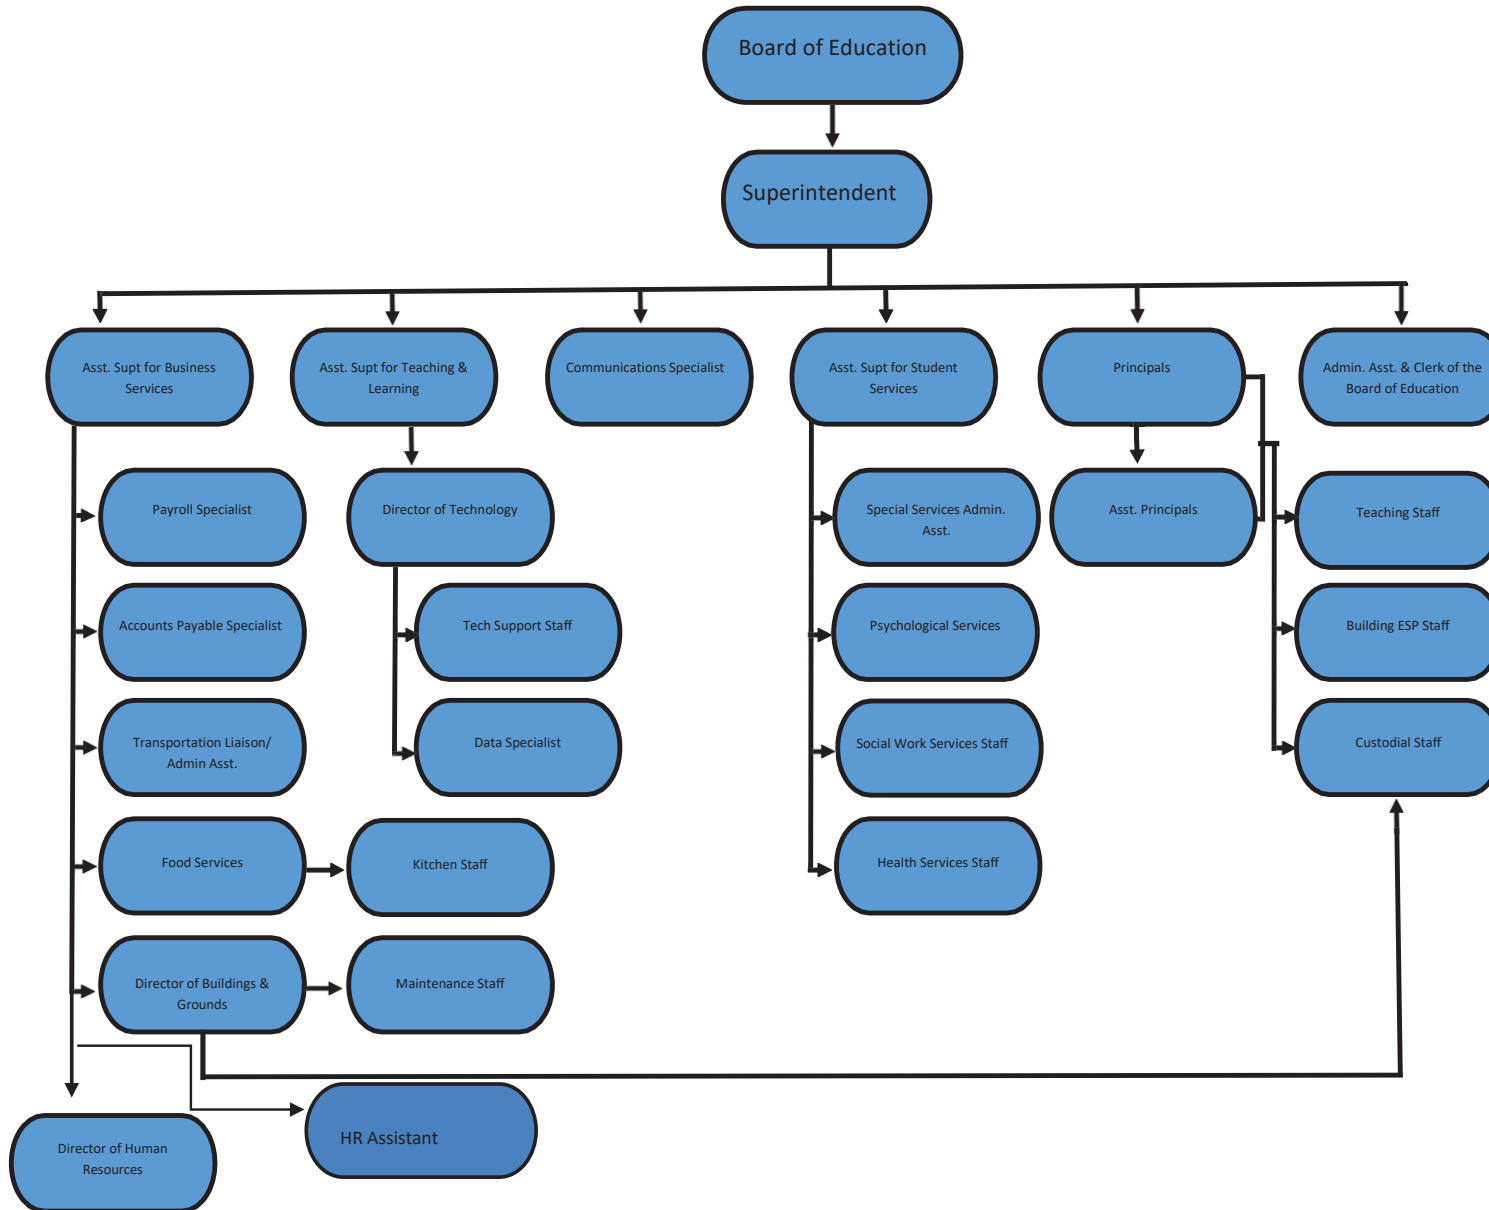 Board of Education
Superintendent
Asst. Supt for Business
Services
Asst. Supt for Teaching &
Learning
Communications Specialist
Asst. Supt for Student
Services
Principals
Admin. Asst. & Clerk of the
Board of Education
Payroll Specialist
Director of Technology
Special Services Admin.
Asst.
Asst. Principals
Teaching Staff
Accounts Payable Specialist
Tech Support Staff
Psychological Services
Building ESP Staff
Transportation Liaison/
Admin Asst.
Data Specialist
Social Work Services Staff
Custodial Staff
Food Services
Kitchen Staff
Health Services Staff
Director of Buildings &
Grounds
Maintenance Staff
HR Assistant
Director of Human
Resources